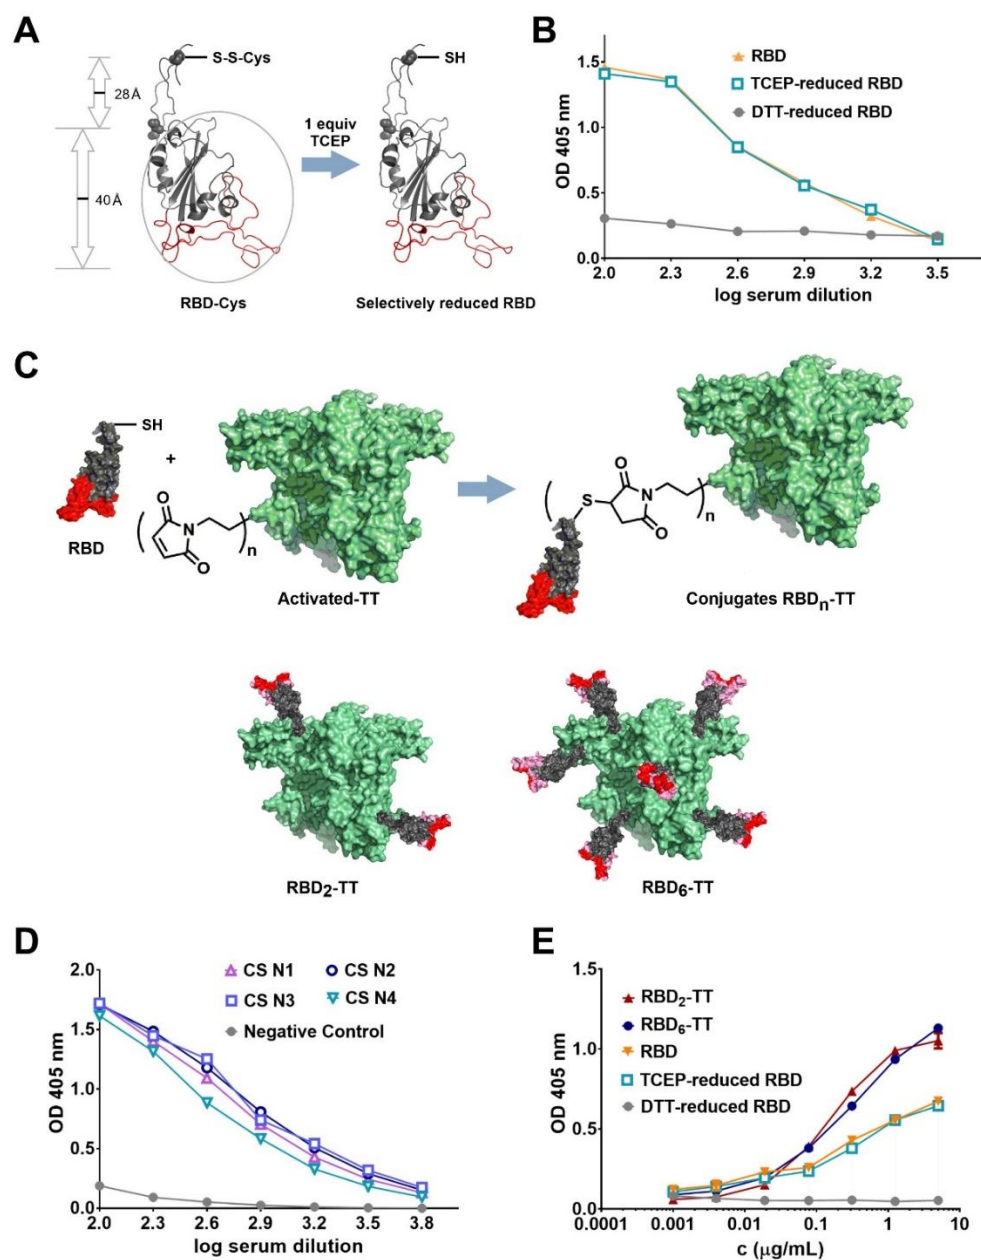 A
S-S-Cys
SH
28 Å
1 equiv
TCEP
40 Å
RBD-Cys
Selectively reduced RBD
B
OD 405 nm
RBD
TCEP-reduced RBD
DTT-reduced RBD
1.5
1.0
0.5
0.0
2.0 2.3 2.6 2.9 3.2 3.5
log serum dilution
C
SH
+
RBD
O
N
O
n
Activated-TT
O
S
N
O
n
Conjugates RBDn-TT
RBD2-TT
RBD6-TT
D
OD 405 nm
CS N1
CS N2
CS N3
CS N4
Negative Control
2.0
1.5
1.0
0.5
0.0
2.0 2.3 2.6 2.9 3.2 3.5 3.8
log serum dilution
E
OD 405 nm
RBD2-TT
RBD6-TT
RBD
TCEP-reduced RBD
DTT-reduced RBD
1.5
1.0
0.5
0.0
0.0001 0.001 0.01 0.1 1 10
c (µg/mL)